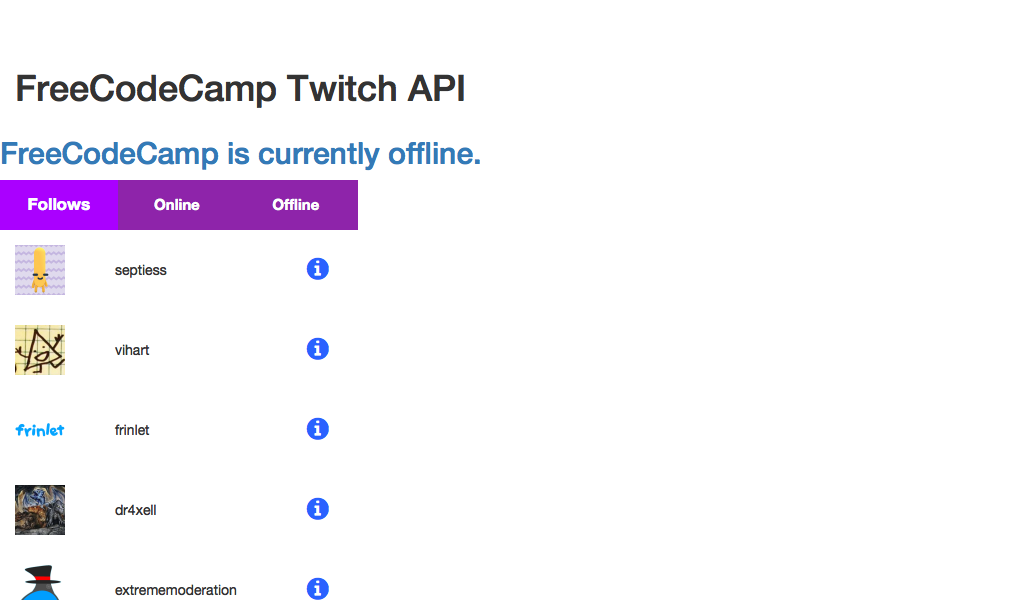 FreeCodeCamp Twitch API
FreeCodeCamp is currently offline.
Follows Online Offline
septiess
vihart
frinlet frinlet
dr4xell
extrememoderation